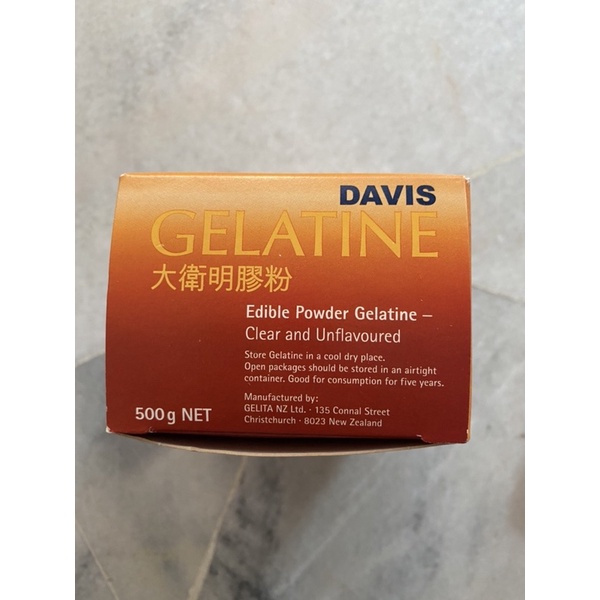 DAVIS
GELATINE
大衛明膠粉
Edible Powder Gelatine –
Clear and Unflavoured
Store Gelatine in a cool dry place.
Open packages should be stored in an airtight
container. Good for consumption for five years.
Manufactured by:
GELITA NZ Ltd. · 135 Connal Street
Christchurch · 8023 New Zealand
500g NET